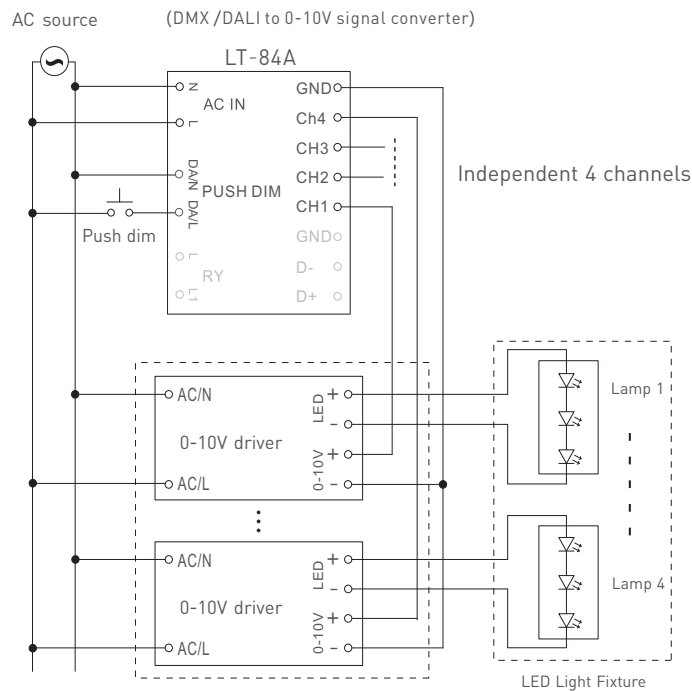 AC source
(DMX /DALI to 0-10V signal converter)
LT-84A
N
AC IN
L
DA/N
PUSH DIM
DA/L
Push dim
L
RY
L1
GND
Ch4
CH3
CH2
CH1
GND
D-
D+
Independent 4 channels
AC/N
0-10V driver
AC/L
LED
+
-
0-10V
+
-
Lamp 1
AC/N
0-10V driver
AC/L
LED
+
-
0-10V
+
-
Lamp 4
LED Light Fixture